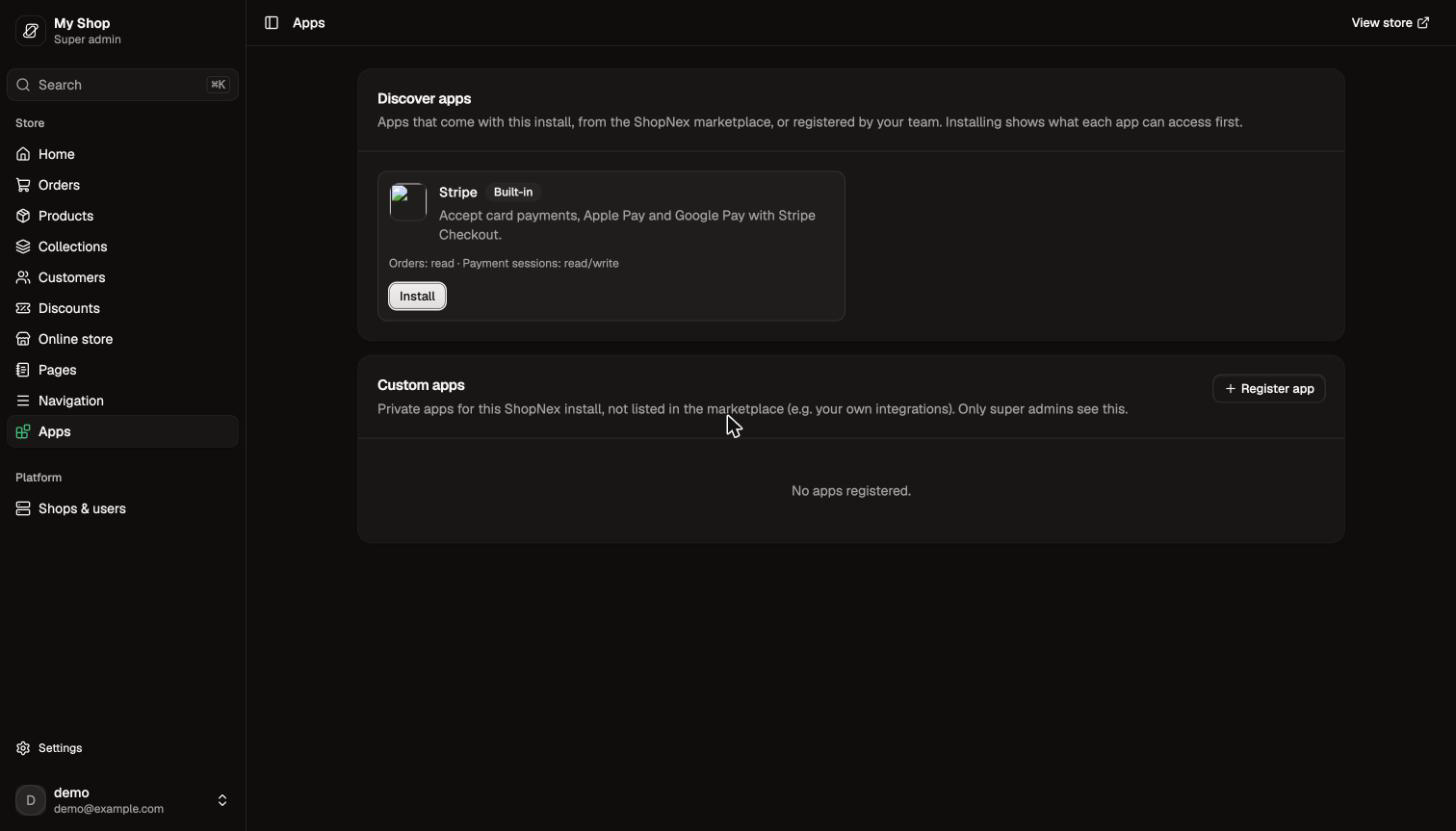 My Shop
Super admin
Search
⌘K
Store
Home
Orders
Products
Collections
Customers
Discounts
Online store
Pages
Navigation
Apps
Platform
Shops & users
Settings
D
demo
demo@example.com
Apps
View store
Discover apps
Apps that come with this install, from the ShopNex marketplace, or registered by your team. Installing shows what each app can access first.
Stripe
Built-in
Accept card payments, Apple Pay and Google Pay with Stripe
Checkout.
Orders: read · Payment sessions: read/write
Install
Custom apps
Private apps for this ShopNex install, not listed in the marketplace (e.g. your own integrations). Only super admins see this.
+ Register app
No apps registered.